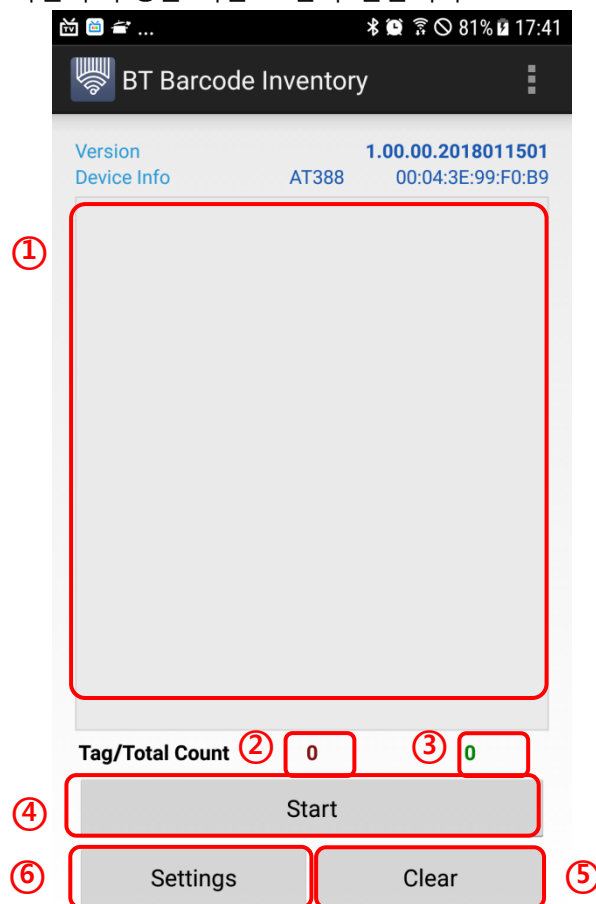 ... 81% 17:41
BT Barcode Inventory
Version 1.00.00.2018011501
Device Info AT388 00:04:3E:99:F0:B9
①
Tag/Total Count ② 0 ③ 0
④ Start
⑥ Settings Clear ⑤